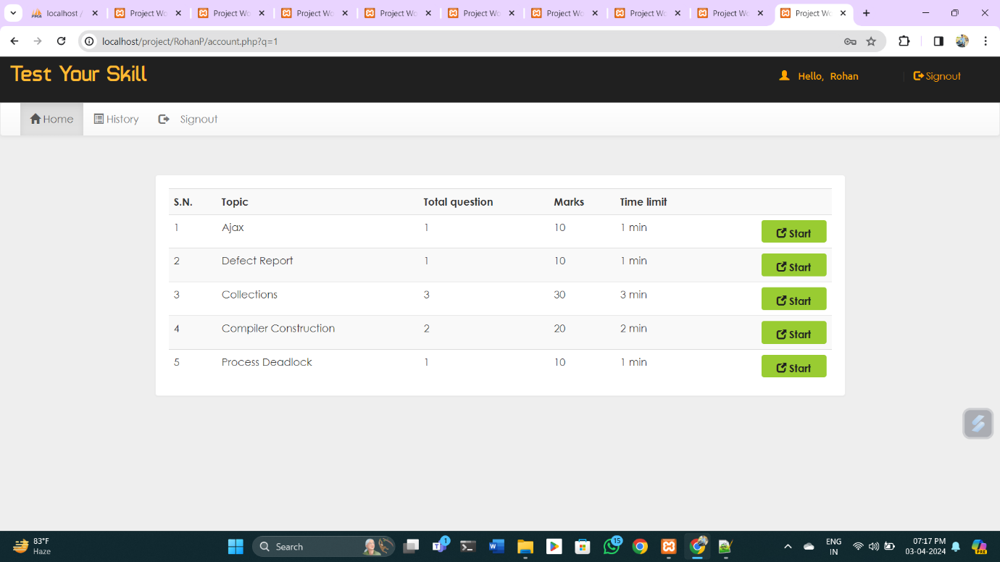 localhost / Project Wo Project Wo Project Wo Project Wo Project Wo Project Wo Project Wo Project Wo Project Wo
localhost/project/RohanP/account.php?q=1
Test Your Skill Hello, Rohan Signout
Home History Signout
S.N. Topic Total question Marks Time limit
1 Ajax 1 10 1 min Start
2 Defect Report 1 10 1 min Start
3 Collections 3 30 3 min Start
4 Compiler Construction 2 20 2 min Start
5 Process Deadlock 1 10 1 min Start
83°F
Haze
Search
1
15
ENG
IN
07:17 PM
03-04-2024
PRE